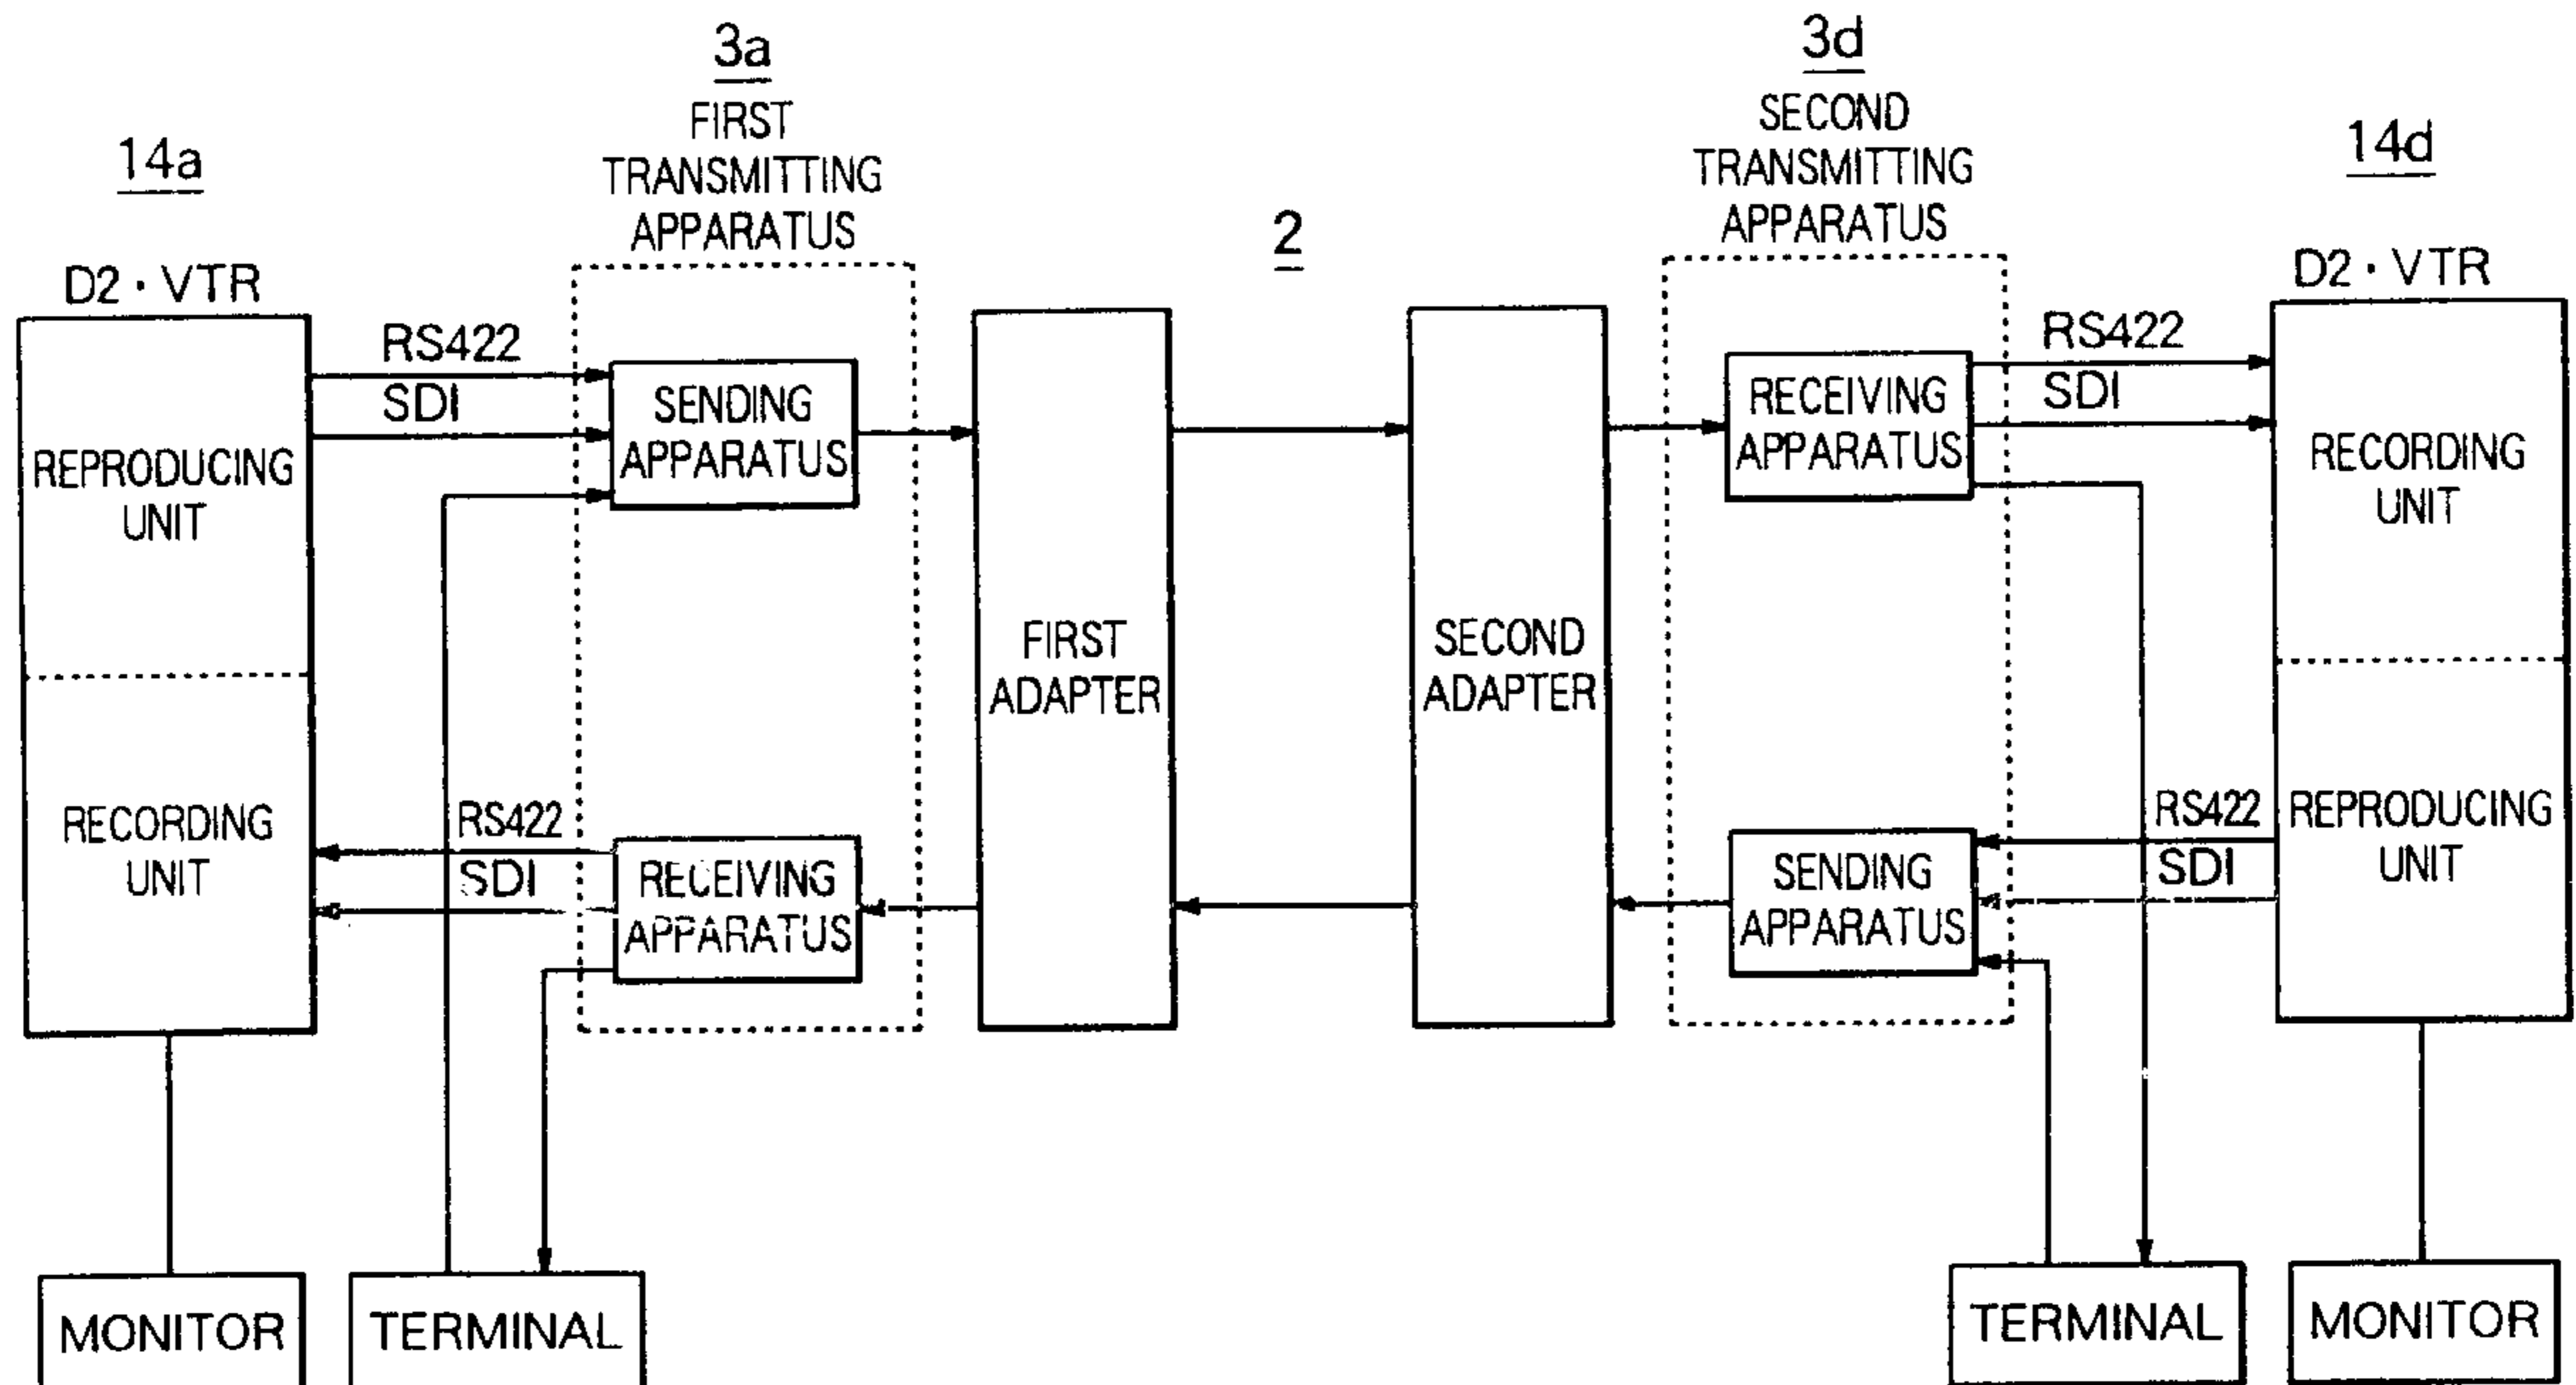 3a
FIRST
TRANSMITTING
APPARATUS
3d
SECOND
TRANSMITTING
APPARATUS
14a
D2・VTR
2
14d
D2・VTR
RS422
SDI
SENDING
APPARATUS
REPRODUCING
UNIT
RECEIVING
APPARATUS
RS422
SDI
RECORDING
UNIT
FIRST
ADAPTER
SECOND
ADAPTER
RECORDING
UNIT
RS422
SDI
RECEIVING
APPARATUS
SENDING
APPARATUS
RS422
SDI
REPRODUCING
UNIT
MONITOR
TERMINAL
TERMINAL
MONITOR